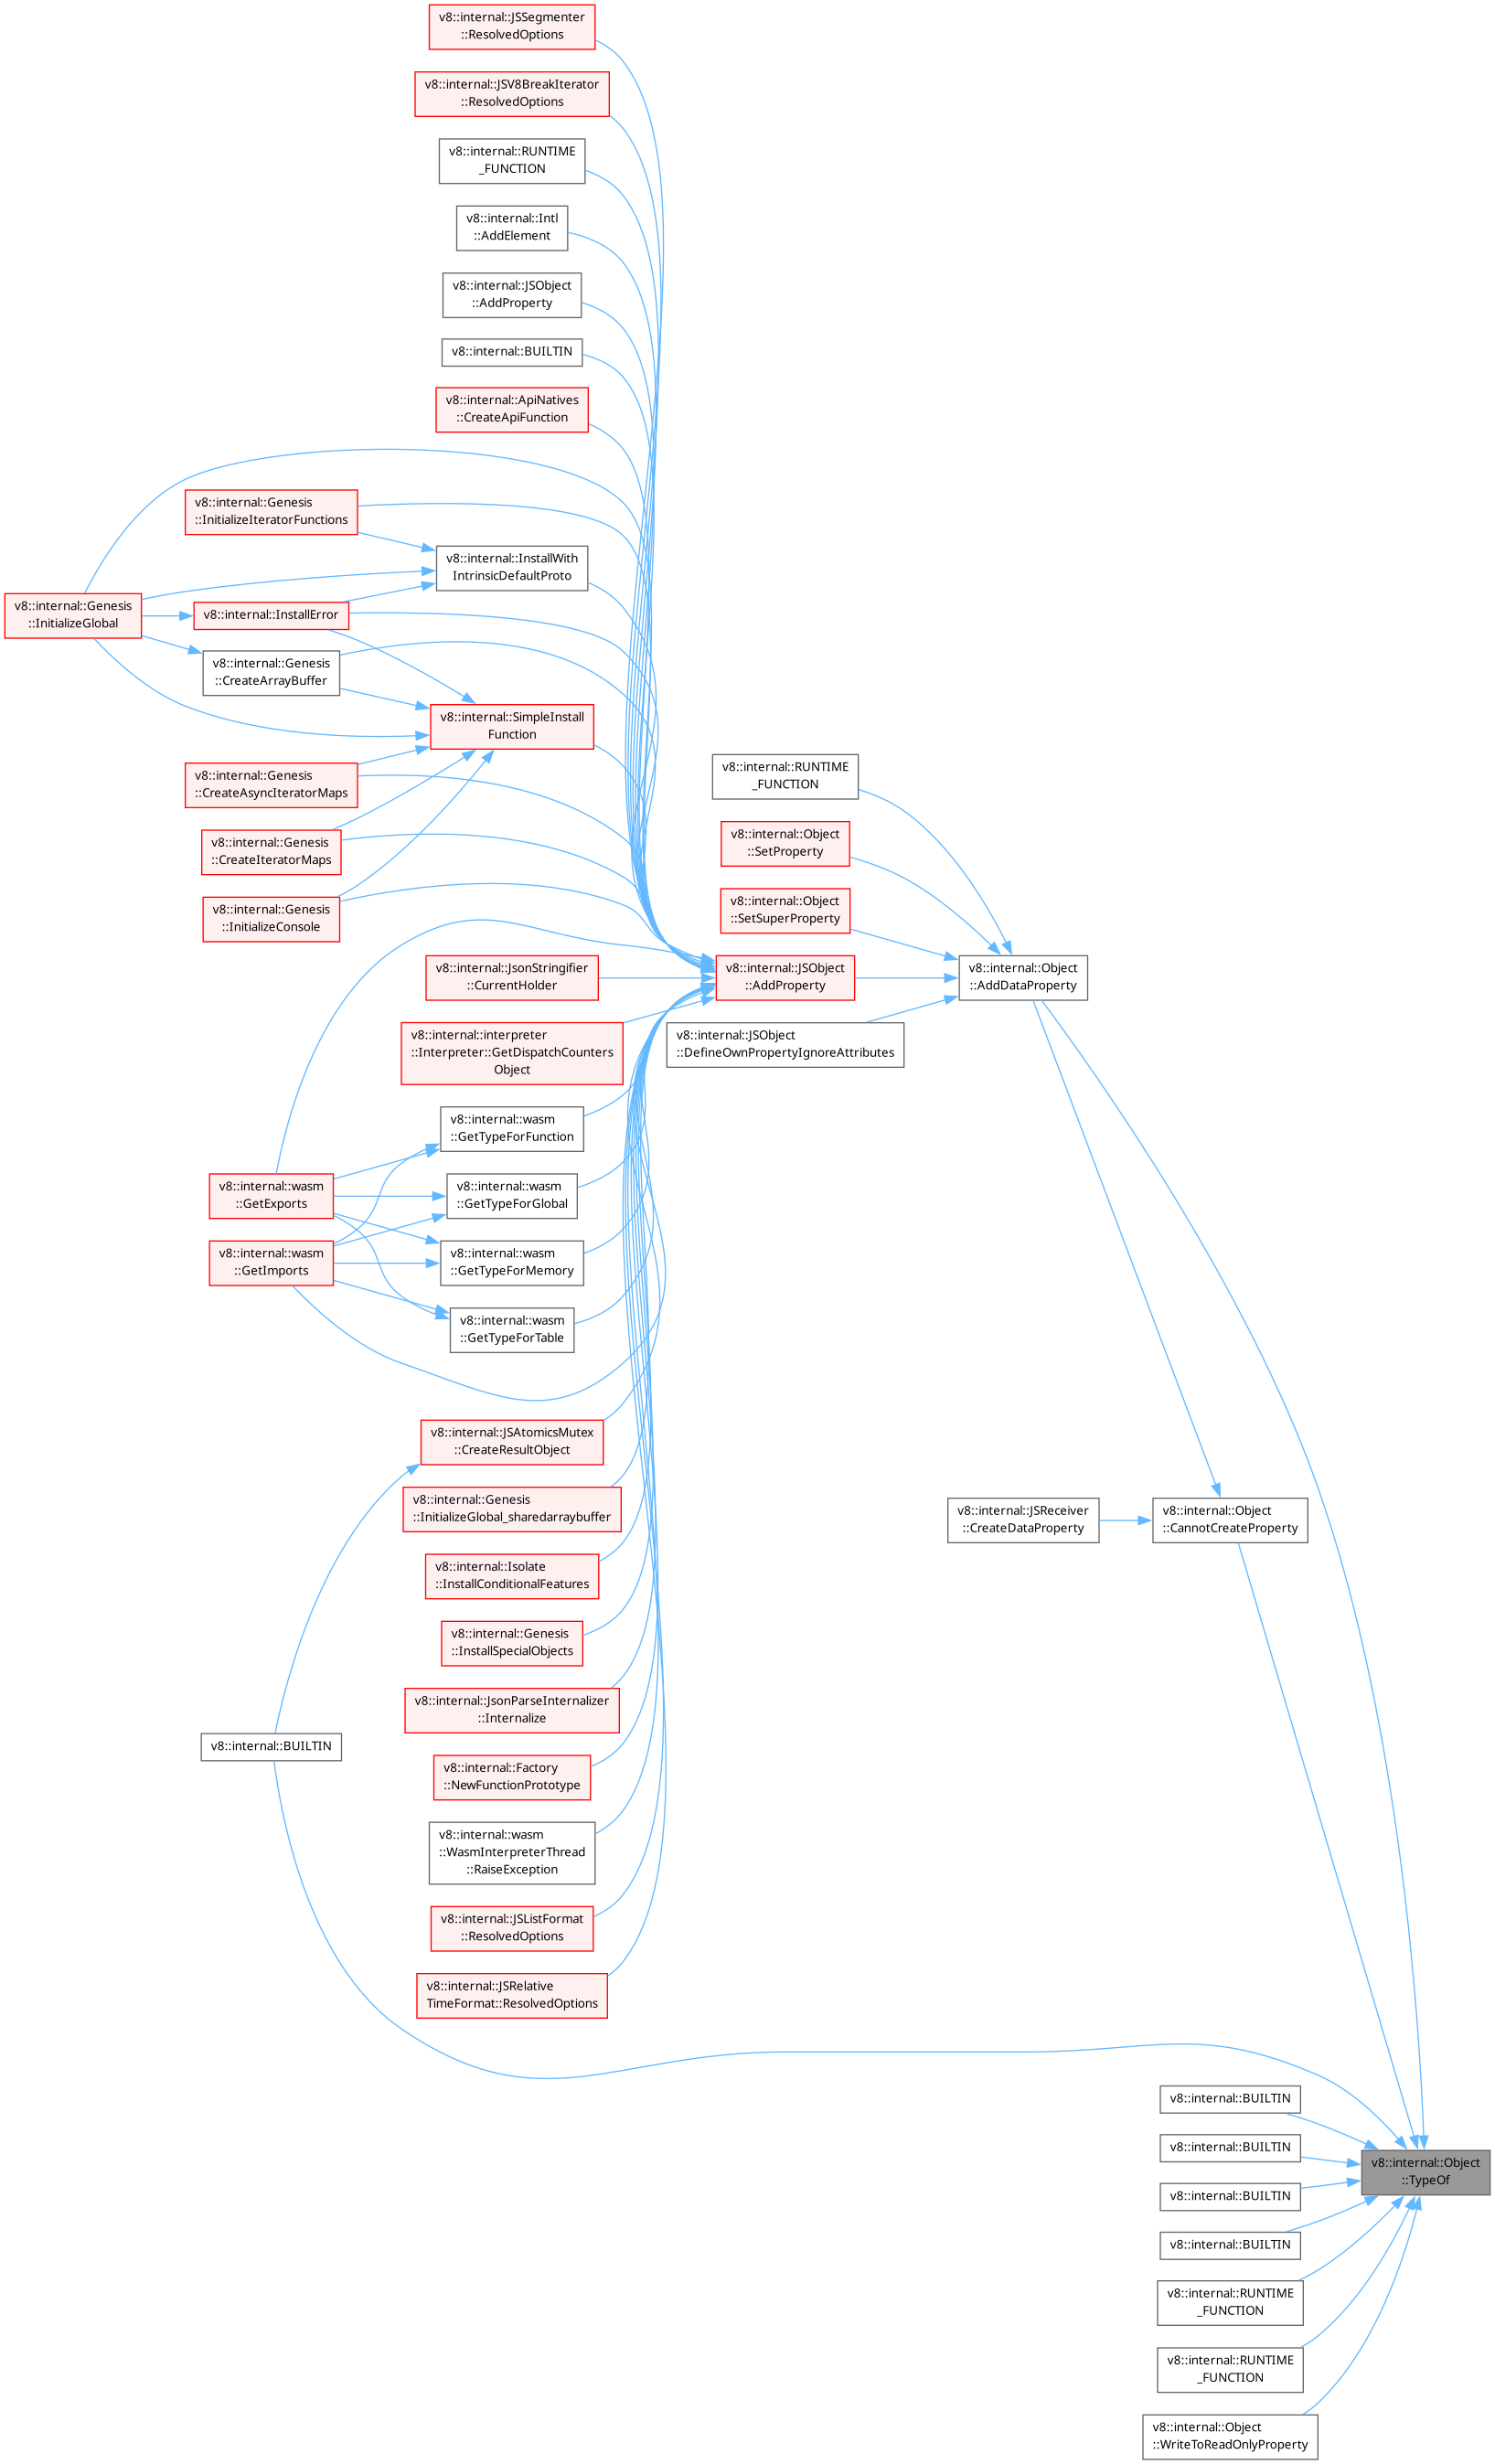 v8::internal::JSSegmenter
::ResolvedOptions
v8::internal::JSV8BreakIterator
::ResolvedOptions
v8::internal::RUNTIME
_FUNCTION
v8::internal::Intl
::AddElement
v8::internal::JSObject
::AddProperty
v8::internal::BUILTIN
v8::internal::ApiNatives
::CreateApiFunction
v8::internal::Genesis
::InitializeIteratorFunctions
v8::internal::InstallWith
IntrinsicDefaultProto
v8::internal::Genesis
::InitializeGlobal
v8::internal::InstallError
v8::internal::Genesis
::CreateArrayBuffer
v8::internal::SimpleInstall
Function
v8::internal::Genesis
::CreateAsyncIteratorMaps
v8::internal::Genesis
::CreateIteratorMaps
v8::internal::Genesis
::InitializeConsole
v8::internal::RUNTIME
_FUNCTION
v8::internal::Object
::SetProperty
v8::internal::Object
::SetSuperProperty
v8::internal::JsonStringifier
::CurrentHolder
v8::internal::JSObject
::AddProperty
v8::internal::Object
::AddDataProperty
v8::internal::interpreter
::Interpreter::GetDispatchCounters
Object
v8::internal::JSObject
::DefineOwnPropertyIgnoreAttributes
v8::internal::wasm
::GetTypeForFunction
v8::internal::wasm
::GetExports
v8::internal::wasm
::GetTypeForGlobal
v8::internal::wasm
::GetImports
v8::internal::wasm
::GetTypeForMemory
v8::internal::wasm
::GetTypeForTable
v8::internal::JSAtomicsMutex
::CreateResultObject
v8::internal::Genesis
::InitializeGlobal_sharedarraybuffer
v8::internal::JSReceiver
::CreateDataProperty
v8::internal::Object
::CannotCreateProperty
v8::internal::Isolate
::InstallConditionalFeatures
v8::internal::Genesis
::InstallSpecialObjects
v8::internal::JsonParseInternalizer
::Internalize
v8::internal::BUILTIN
v8::internal::Factory
::NewFunctionPrototype
v8::internal::wasm
::WasmInterpreterThread
::RaiseException
v8::internal::JSListFormat
::ResolvedOptions
v8::internal::JSRelative
TimeFormat::ResolvedOptions
v8::internal::BUILTIN
v8::internal::BUILTIN
v8::internal::Object
::TypeOf
v8::internal::BUILTIN
v8::internal::BUILTIN
v8::internal::RUNTIME
_FUNCTION
v8::internal::RUNTIME
_FUNCTION
v8::internal::Object
::WriteToReadOnlyProperty